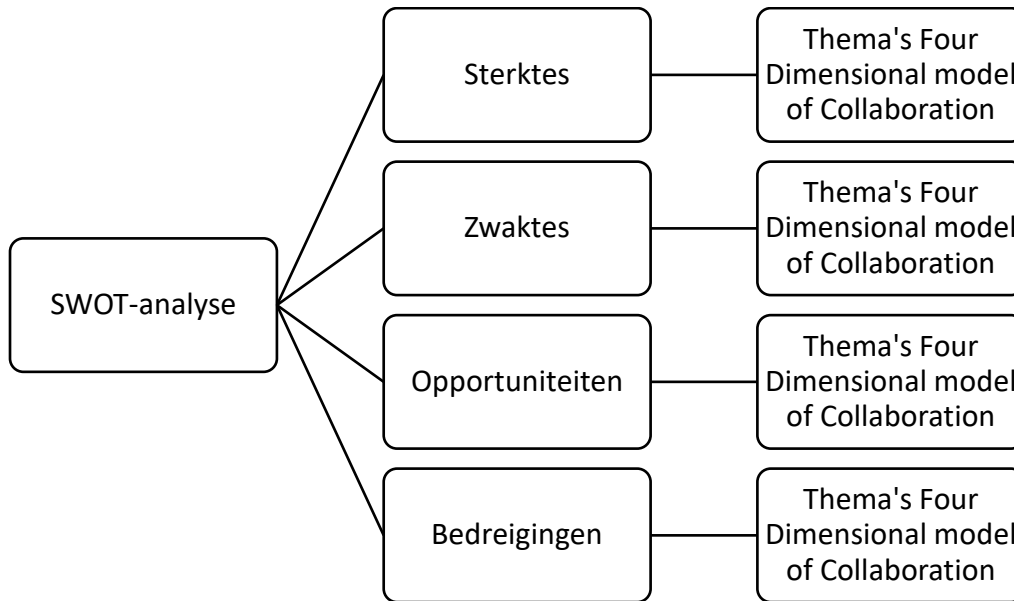 SWOT-analyse
Sterktes
Thema's Four
Dimensional model
of Collaboration
Zwaktes
Thema's Four
Dimensional model
of Collaboration
Opportuniteiten
Thema's Four
Dimensional model
of Collaboration
Bedreigingen
Thema's Four
Dimensional model
of Collaboration